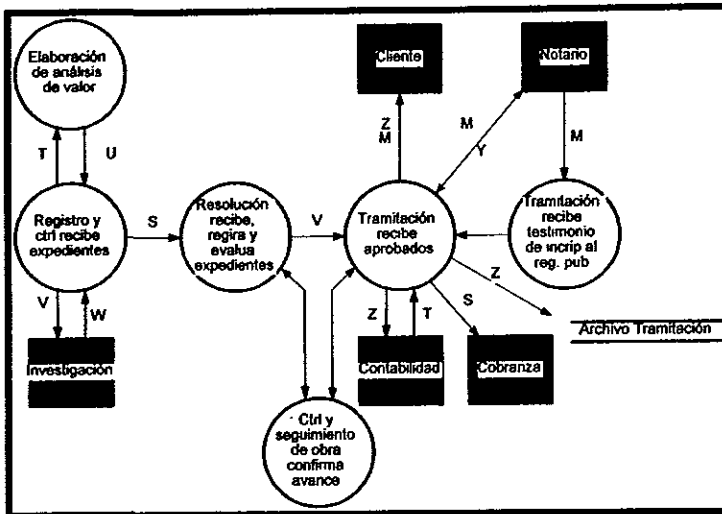 Elaboración
de análisis
de valor
Cliente
Notario
T
U
Z
M
M
Y
M
Registro y
ctrl recibe
expedientes
S
Resolución
recibe,
regira y
evalua
expedientes
V
Tramitación
recibe
aprobados
Tramitación
recibe
testimonio
de incrip al
reg. pub
V
W
Z
T
S
Z
Archivo Tramitación
Investigación
Contabilidad
Cobranza
Ctrl y
seguimiento
de obra
confirma
avance